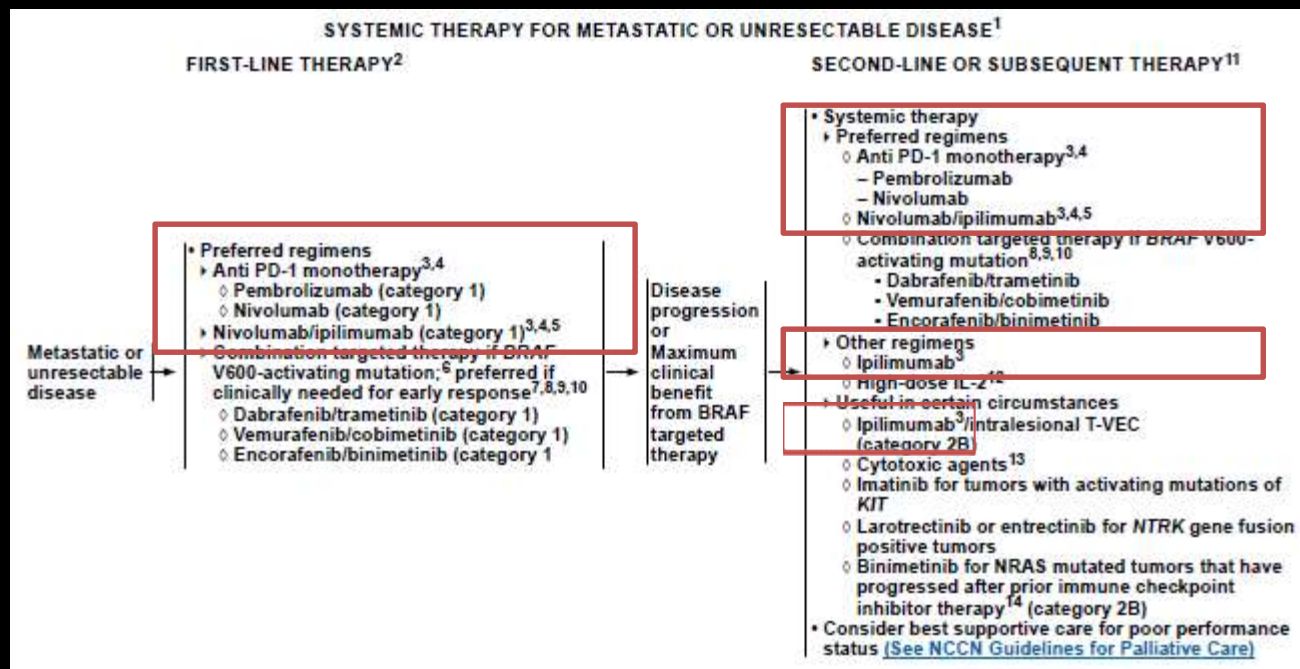 SYSTEMIC THERAPY FOR METASTATIC OR UNRESECTABLE DISEASE1
FIRST-LINE THERAPY2
Metastatic or
unresectable
disease
• Preferred regimens
▸ Anti PD-1 monotherapy3,4
◊ Pembrolizumab (category 1)
◊ Nivolumab (category 1)
▸ Nivolumab/ipilimumab (category 1)3,4,5
▸ Combination targeted therapy if BRAF
V600-activating mutation;6 preferred if
clinically needed for early response7,8,9,10
◊ Dabrafenib/trametinib (category 1)
◊ Vemurafenib/cobimetinib (category 1)
◊ Encorafenib/binimetinib (category 1
Disease
progression
or
Maximum
clinical
benefit
from BRAF
targeted
therapy
SECOND-LINE OR SUBSEQUENT THERAPY11
• Systemic therapy
▸ Preferred regimens
◊ Anti PD-1 monotherapy3,4
– Pembrolizumab
– Nivolumab
◊ Nivolumab/ipilimumab3,4,5
◊ Combination targeted therapy if BRAF V600-
activating mutation8,9,10
▪ Dabrafenib/trametinib
▪ Vemurafenib/cobimetinib
▪ Encorafenib/binimetinib
▸ Other regimens
◊ Ipilimumab3
◊ High-dose IL-212
▸ Useful in certain circumstances
◊ Ipilimumab3/intralesional T-VEC
(category 2B)
◊ Cytotoxic agents13
◊ Imatinib for tumors with activating mutations of
KIT
◊ Larotrectinib or entrectinib for NTRK gene fusion
positive tumors
◊ Binimetinib for NRAS mutated tumors that have
progressed after prior immune checkpoint
inhibitor therapy14 (category 2B)
• Consider best supportive care for poor performance
status (See NCCN Guidelines for Palliative Care)